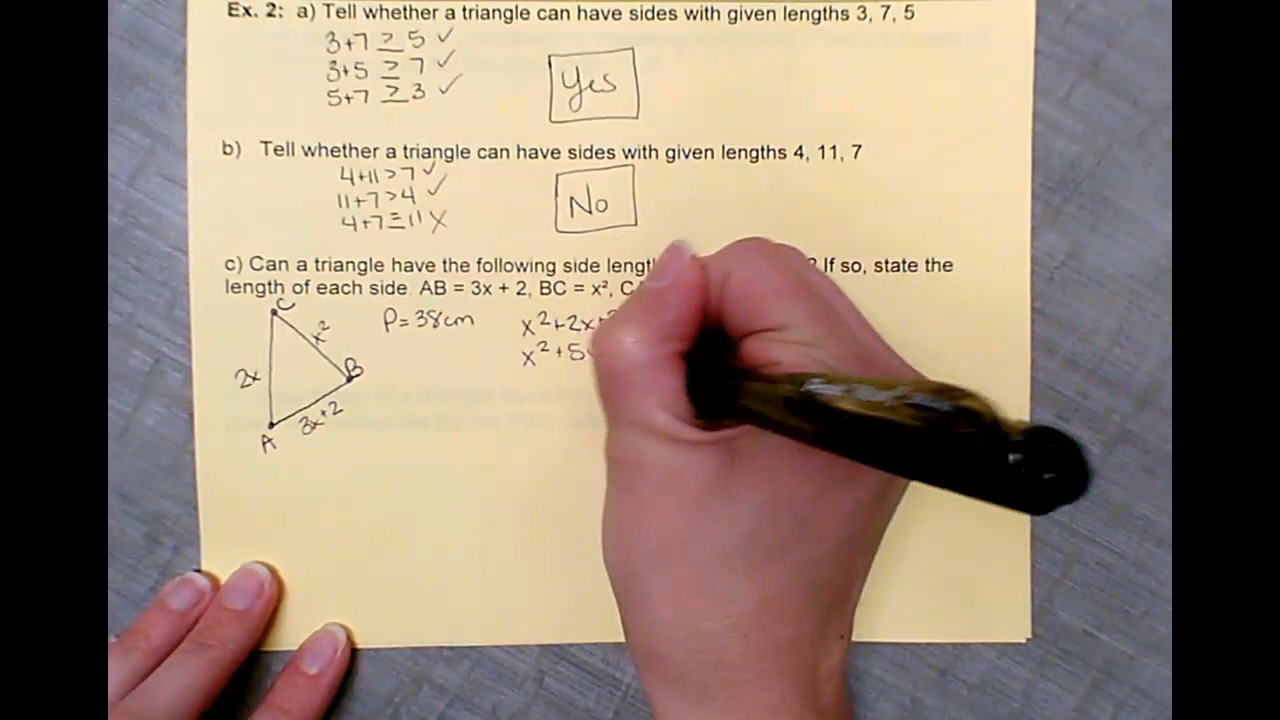 Ex. 2: a) Tell whether a triangle can have sides with given lengths 3, 7, 5
3+7 ≥ 5 ✓
3+5 ≥ 7 ✓
5+7 ≥ 3 ✓
Yes
b) Tell whether a triangle can have sides with given lengths 4, 11, 7
4+11>7 ✓
11+7>4 ✓
4+7=11 X
No
c) Can a triangle have the following side If so, state the
length of each side. AB = 3x + 2, BC = x²,
C
x²
2x
B
3x+2
A
P=38cm
x²+2x+
x²+5